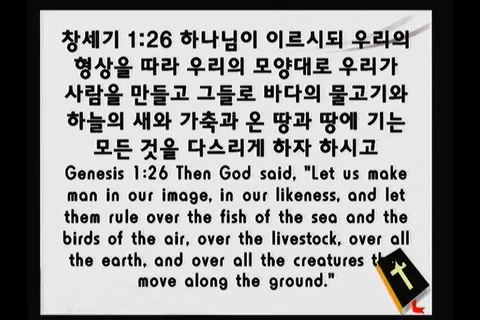 창세기 1:26 하나님이 이르시되 우리의
형상을 따라 우리의 모양대로 우리가
사람을 만들고 그들로 바다의 물고기와
하늘의 새와 가축과 온 땅과 땅에 기는
모든 것을 다스리게 하자 하시고
Genesis 1:26 Then God said, "Let us make
man in our image, in our likeness, and let
them rule over the fish of the sea and the
birds of the air, over the livestock, over all
the earth, and over all the creatures
move along the ground."